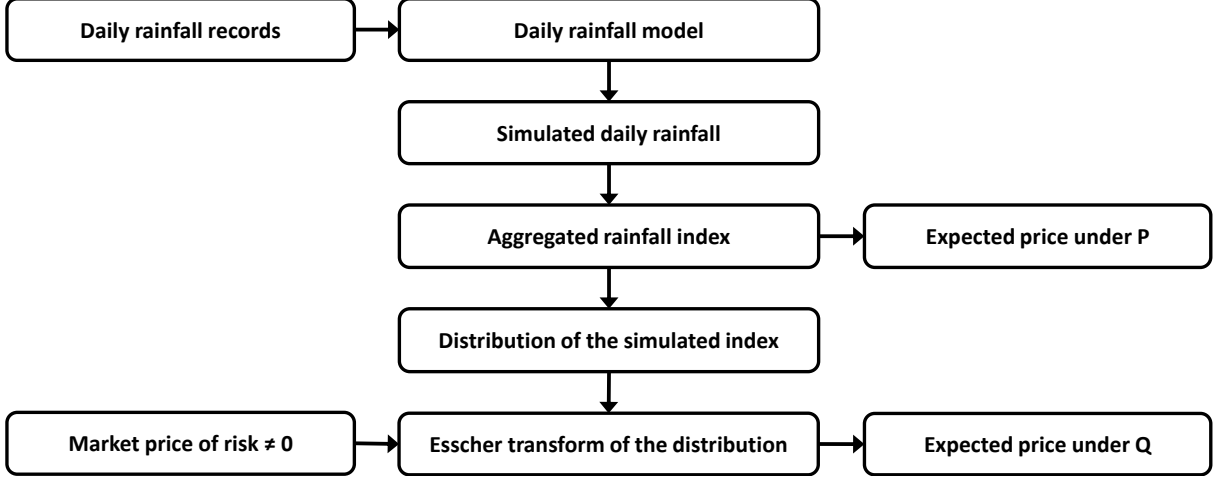 Daily rainfall records
Daily rainfall model
Simulated daily rainfall
Aggregated rainfall index
Expected price under P
Distribution of the simulated index
Market price of risk ≠ 0
Esscher transform of the distribution
Expected price under Q